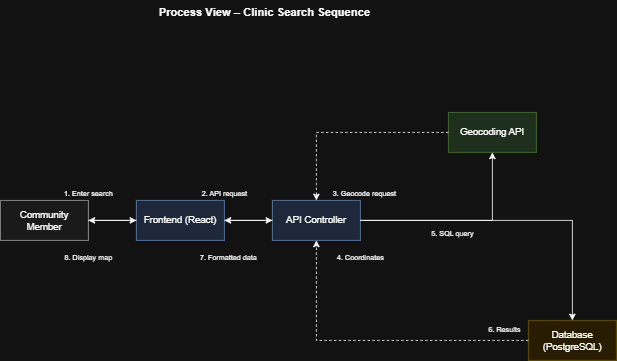 Process View – Clinic Search Sequence
Geocoding API
1. Enter search
2. API request
3. Geocode request
Community
Member
Frontend (React)
API Controller
5. SQL query
8. Display map
7. Formatted data
4. Coordinates
6. Results
Database
(PostgreSQL)